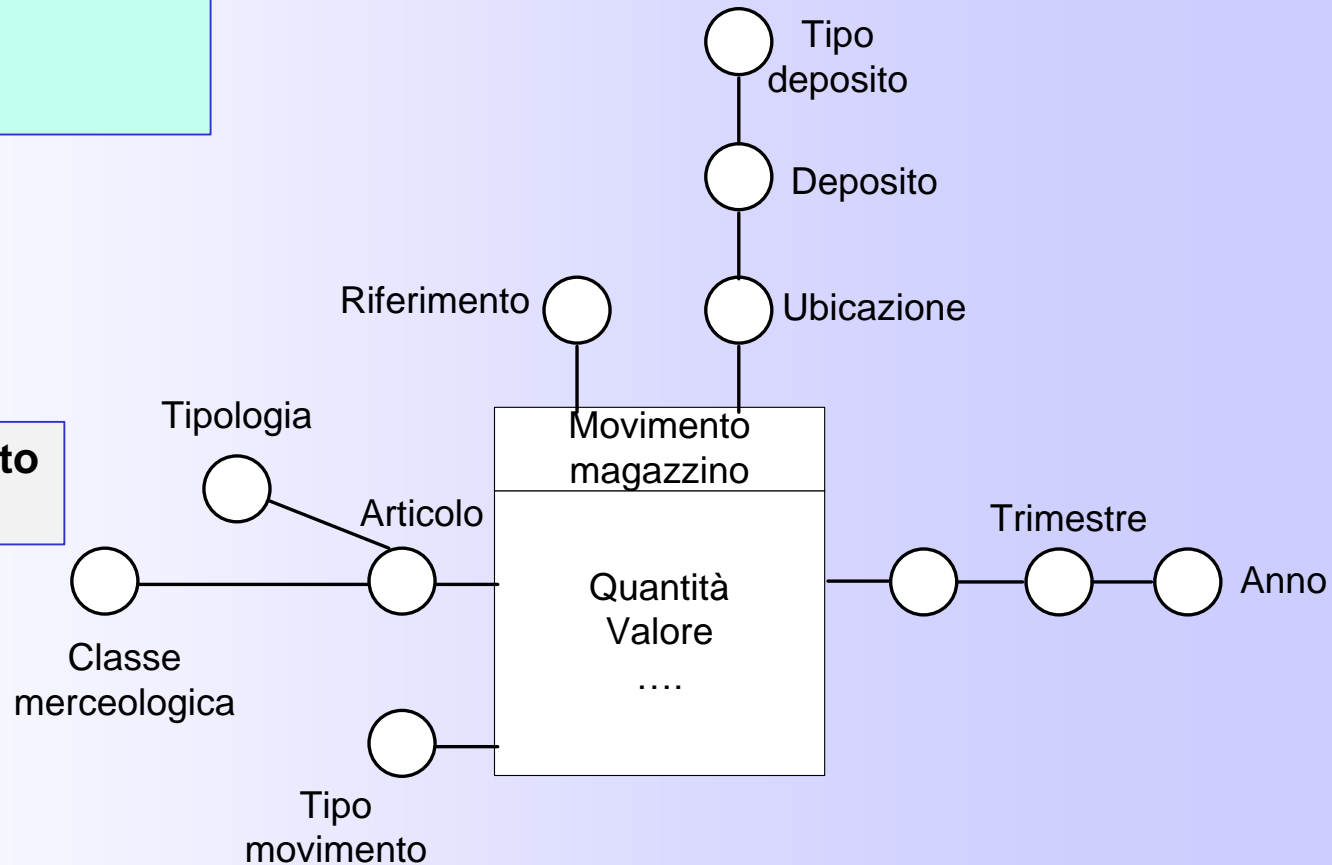 Tipo
deposito
Deposito
Riferimento
Ubicazione
Tipologia
Movimento
magazzino
to
Articolo
Trimestre
Quantità
Valore
….
Anno
Classe
merceologica
Tipo
movimento